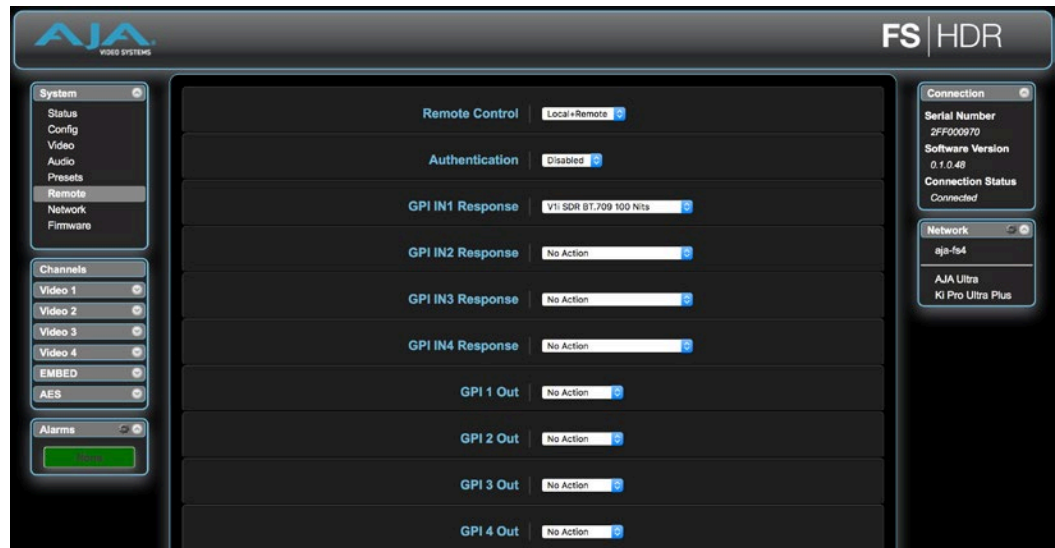 AJA
VIDEO SYSTEMS
FS|HDR
System
Status
Config
Video
Audio
Presets
Remote
Network
Firmware
Channels
Video 1
Video 2
Video 3
Video 4
EMBED
AES
Alarms
None
Remote Control Local+Remote
Authentication Disabled
GPI IN1 Response V1i SDR BT.709 100 Nits
GPI IN2 Response No Action
GPI IN3 Response No Action
GPI IN4 Response No Action
GPI 1 Out No Action
GPI 2 Out No Action
GPI 3 Out No Action
GPI 4 Out No Action
Connection
Serial Number
2FF000970
Software Version
0.1.0.48
Connection Status
Connected
Network
aja-fs4
AJA Ultra
Ki Pro Ultra Plus